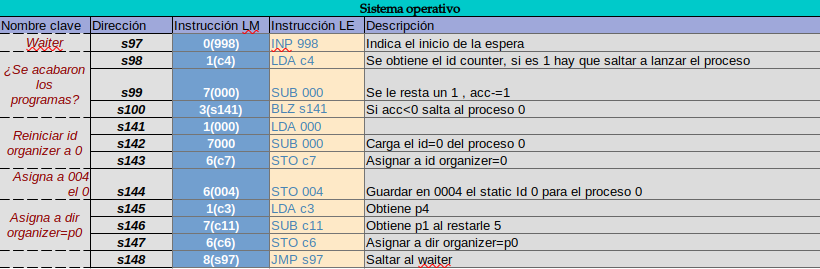 Sistema operativo
Nombre clave Dirección Instrucción LM Instrucción LE Descripción
Waiter s97 0(998) INP 998 Indica el inicio de la espera
¿Se acabaron los programas? s98 1(c4) LDA c4 Se obtiene el id counter, si es 1 hay que saltar a lanzar el proceso
s99 7(000) SUB 000 Se le resta un 1 , acc-=1
s100 3(s141) BLZ s141 Si acc<0 salta al proceso 0
Reiniciar id organizer a 0 s141 1(000) LDA 000
s142 7000 SUB 000 Carga el id=0 del proceso 0
s143 6(c7) STO c7 Asignar a id organizer=0
Asigna a 004 el 0 s144 6(004) STO 004 Guardar en 0004 el static Id 0 para el proceso 0
Asigna a dir organizer=p0 s145 1(c3) LDA c3 Obtiene p4
s146 7(c11) SUB c11 Obtiene p1 al restarle 5
s147 6(c6) STO c6 Asignar a dir organizer=p0
s148 8(s97) JMP s97 Saltar al waiter